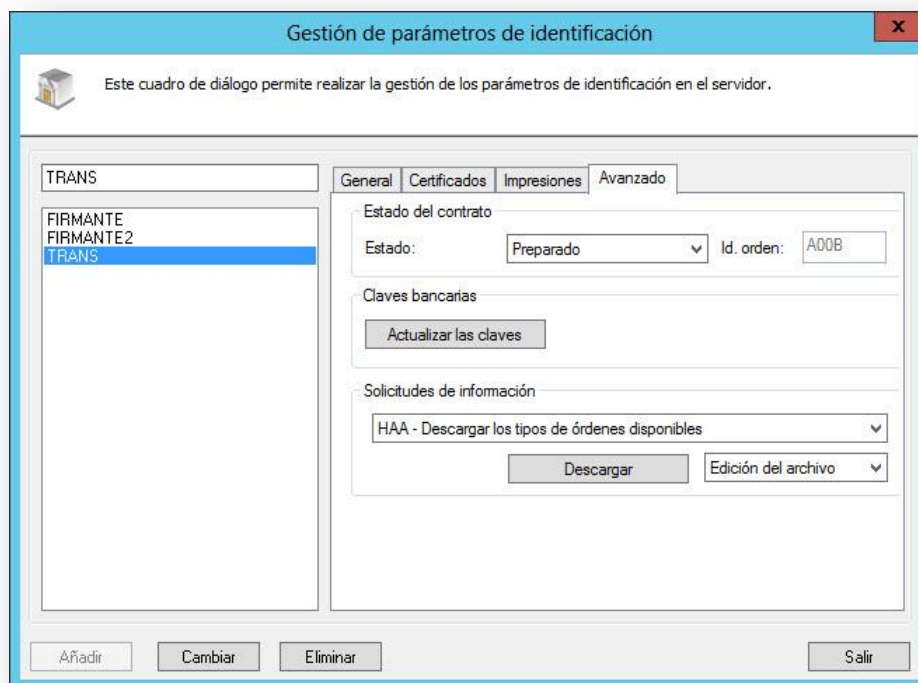 Gestión de parámetros de identificación
x
Este cuadro de diálogo permite realizar la gestión de los parámetros de identificación en el servidor.
TRANS
FIRMANTE
FIRMANTE2
TRANS
General Certificados Impresiones Avanzado
Estado del contrato
Estado: Preparado Id. orden: A00B
Claves bancarias
Actualizar las claves
Solicitudes de información
HAA - Descargar los tipos de órdenes disponibles
Descargar Edición del archivo
Añadir Cambiar Eliminar Salir